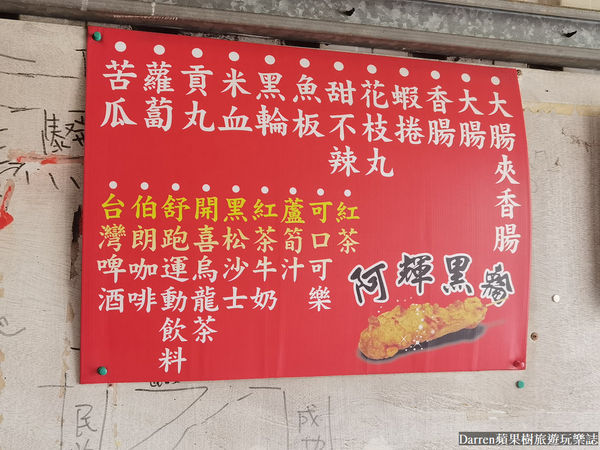 大腸夾香腸
大腸
香腸
蝦捲
花枝丸
甜不辣
魚板
黑輪
米血
貢丸
蘿蔔
苦瓜
紅茶
可口可樂
蘆筍汁
紅茶牛奶
黑松沙士
開喜烏龍茶
舒跑運動飲料
伯朗咖啡
台灣啤酒
阿輝黑輪
成功
民
Darren蘋果樹旅遊玩樂誌